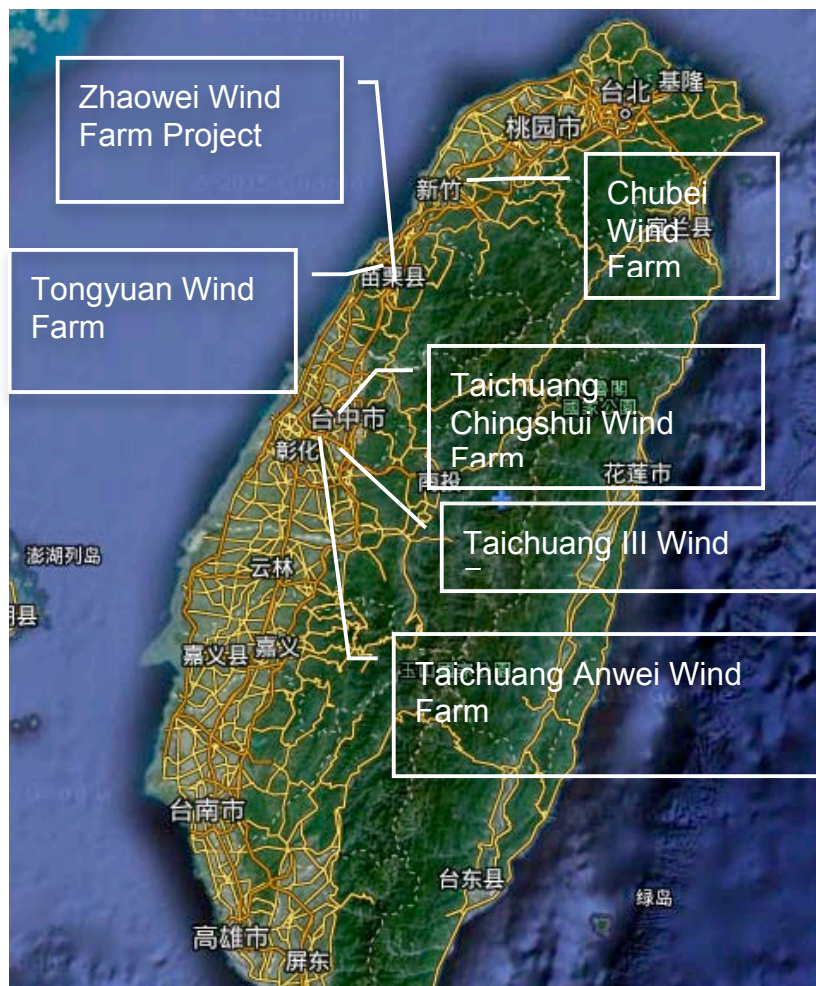 Zhaowei Wind
Farm Project
台北
基隆
桃园市
新竹
Chubei
Wind
Farm
宜兰县
苗栗县
Tongyuan Wind
Farm
台中市
彰化
Taichuang
Chingshui Wind
Farm
南投
花莲市
Taichuang III Wind
澎湖列岛
云林
嘉义县
嘉义
Taichuang Anwei Wind
Farm
台南市
台东县
绿岛
高雄市
屏东